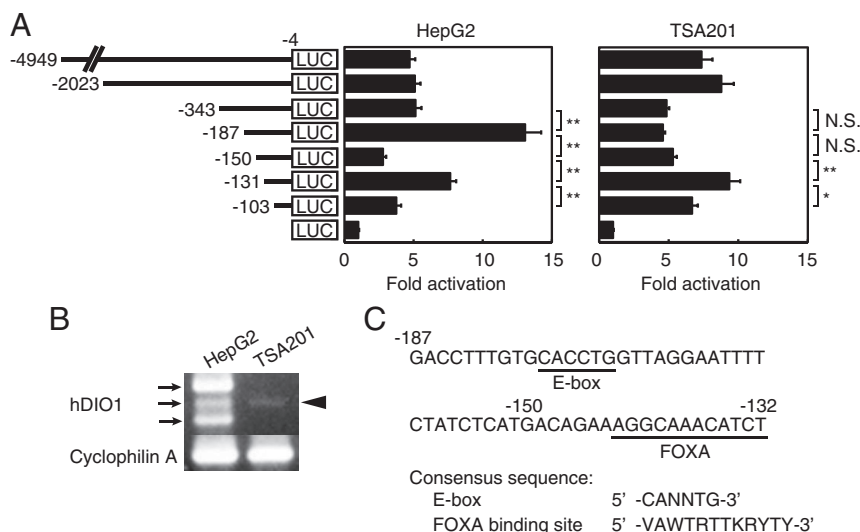 A
HepG2
TSA201
-4
-4949
LUC
-2023
LUC
-343
LUC
-187
LUC
-150
LUC
-131
LUC
-103
LUC
LUC
**
**
**
**
N.S.
N.S.
**
*
0 5 10 15
0 5 10 15
Fold activation
Fold activation
B
HepG2
TSA201
hDIO1
Cyclophilin A
C
-187
GACCTTTGTGCACCTGGTTAGGAATTTT
E-box
-150 -132
CTATCTCATGACAGAAAGGCAAACATCT
FOXA
Consensus sequence:
E-box 5' -CANNTG-3'
FOXA binding site 5' -VAWTRTTKRYTY-3'